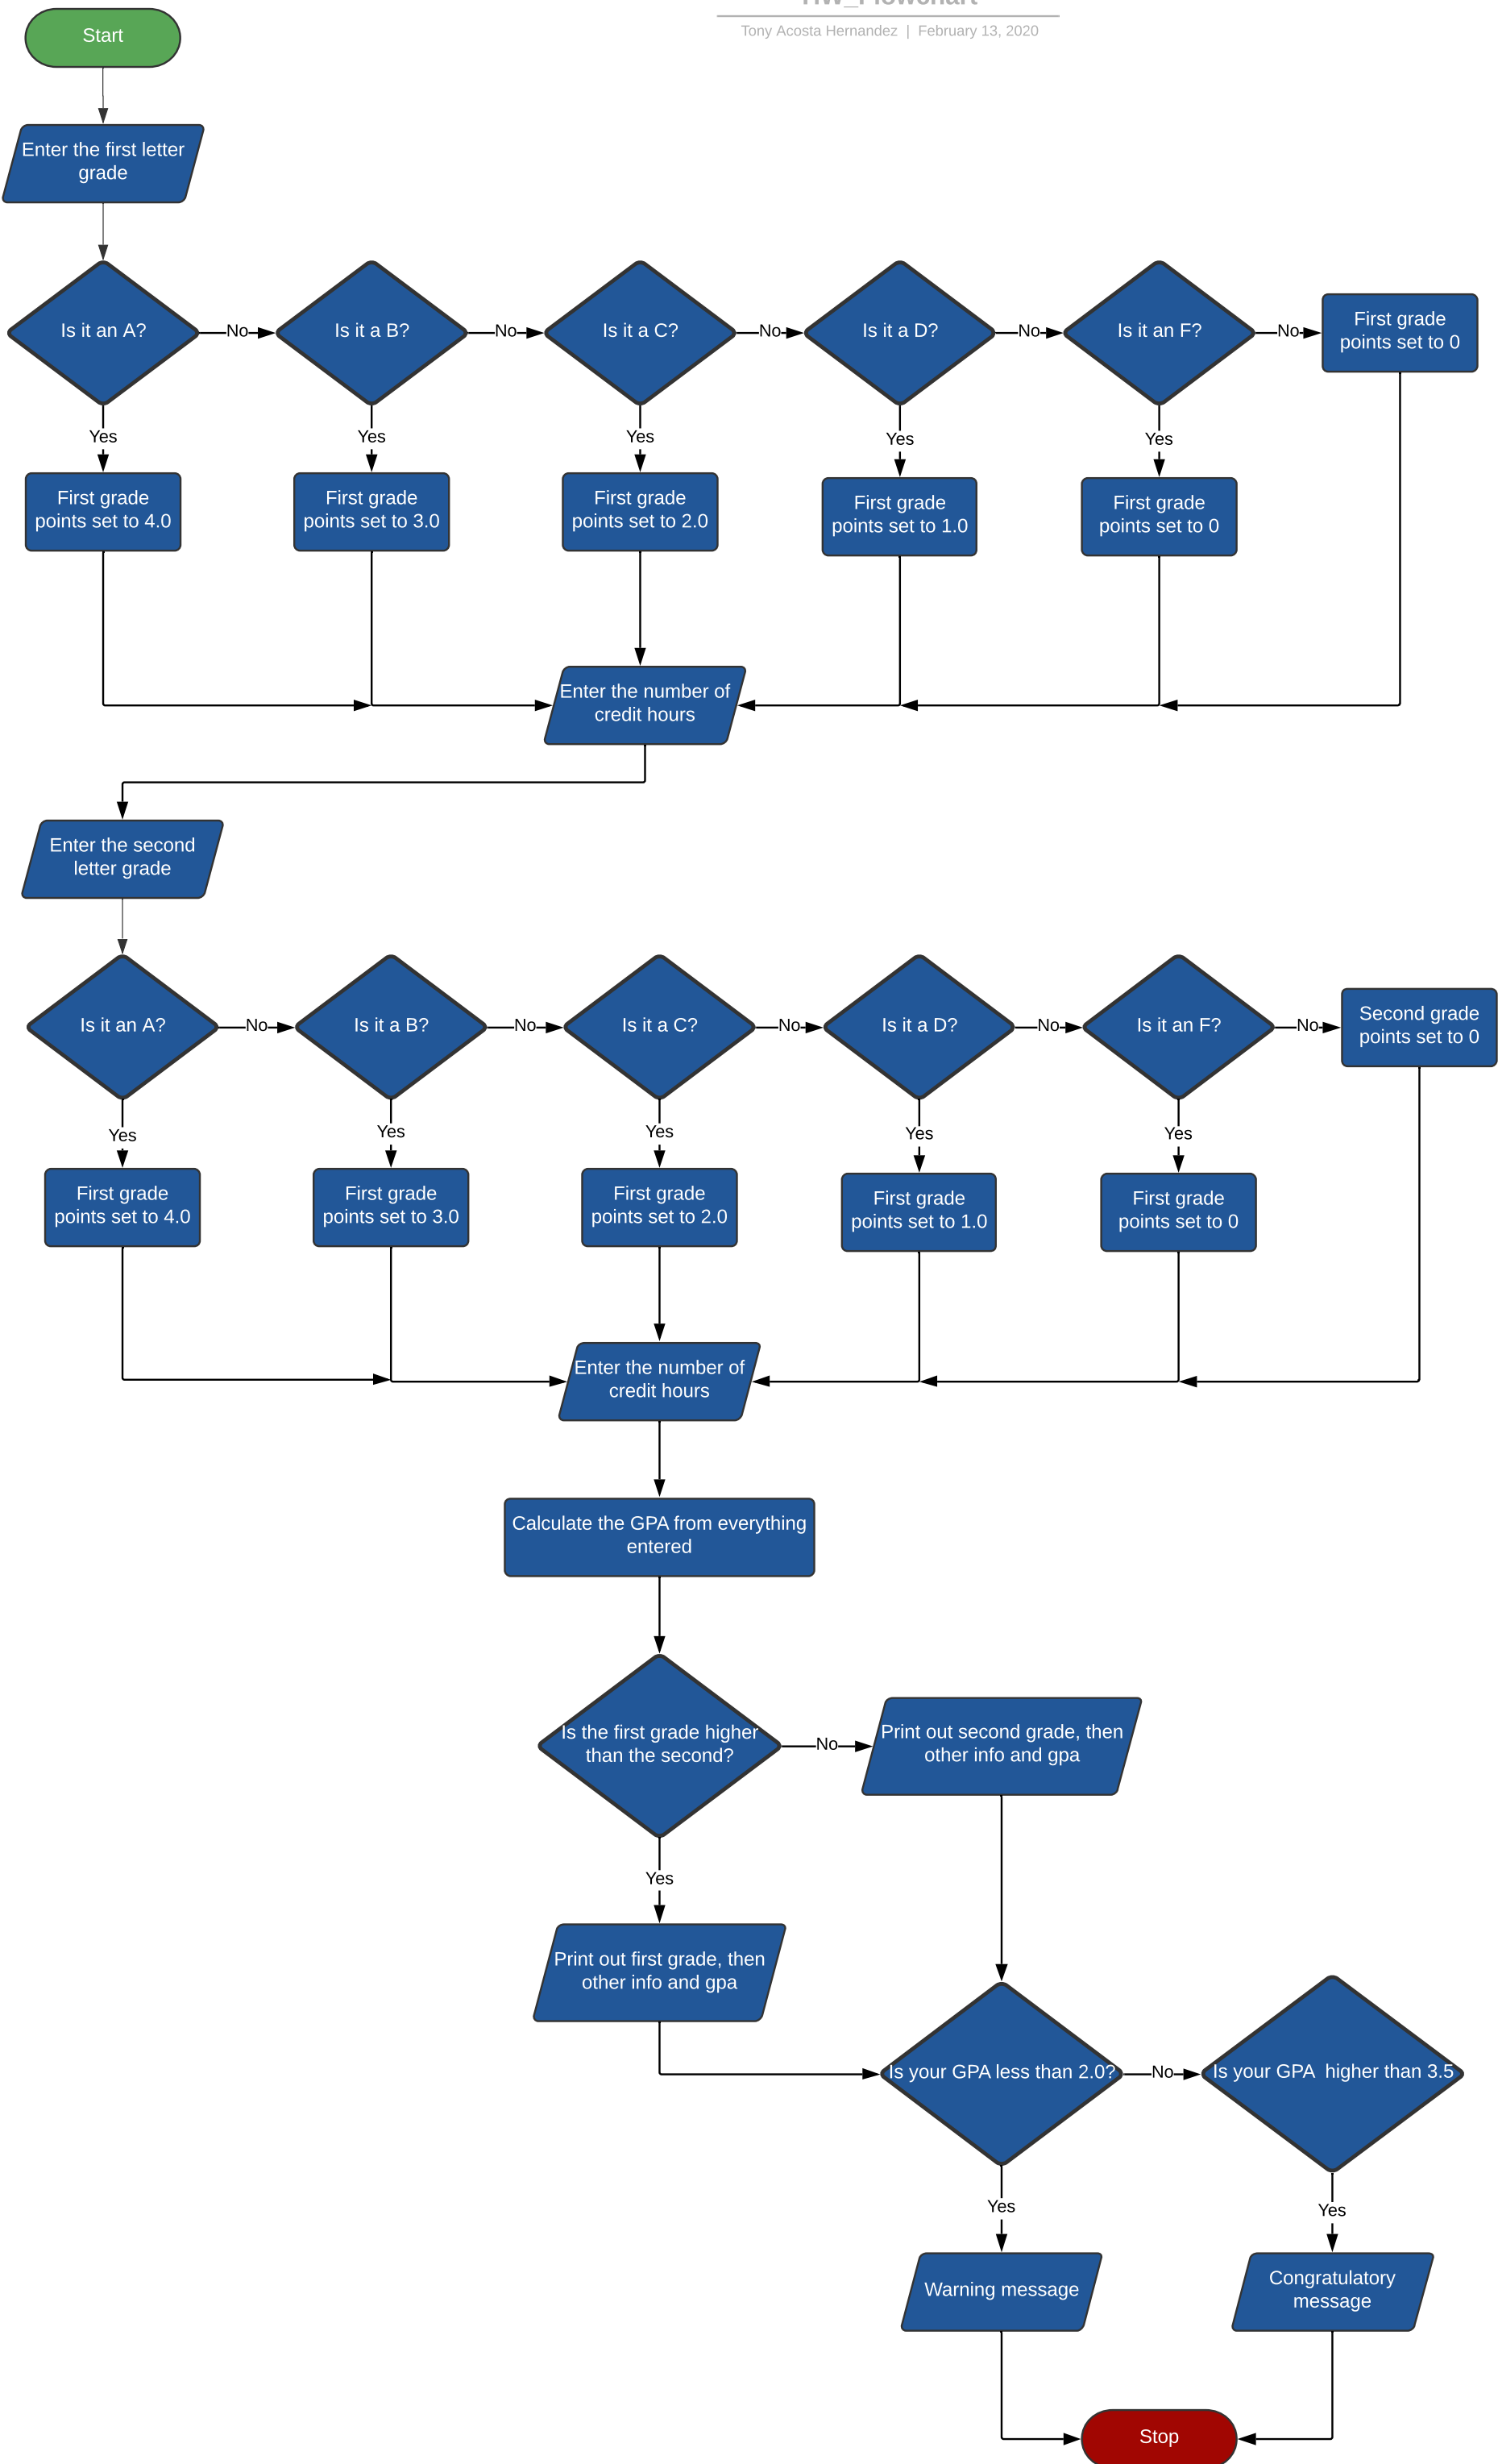 HW_Flowchart
Tony Acosta Hernandez | February 13, 2020
Start
Enter the first letter
grade
Is it an A?
No
Is it a B?
No
Is it a C?
No
Is it a D?
No
Is it an F?
No
First grade
points set to 0
Yes
Yes
Yes
Yes
Yes
First grade
points set to 4.0
First grade
points set to 3.0
First grade
points set to 2.0
First grade
points set to 1.0
First grade
points set to 0
Enter the number of
credit hours
Enter the second
letter grade
Is it an A?
No
Is it a B?
No
Is it a C?
No
Is it a D?
No
Is it an F?
No
Second grade
points set to 0
Yes
Yes
Yes
Yes
Yes
First grade
points set to 4.0
First grade
points set to 3.0
First grade
points set to 2.0
First grade
points set to 1.0
First grade
points set to 0
Enter the number of
credit hours
Calculate the GPA from everything
entered
Is the first grade higher
than the second?
No
Print out second grade, then
other info and gpa
Yes
Print out first grade, then
other info and gpa
Is your GPA less than 2.0?
No
Is your GPA  higher than 3.5
Yes
Yes
Warning message
Congratulatory
message
Stop